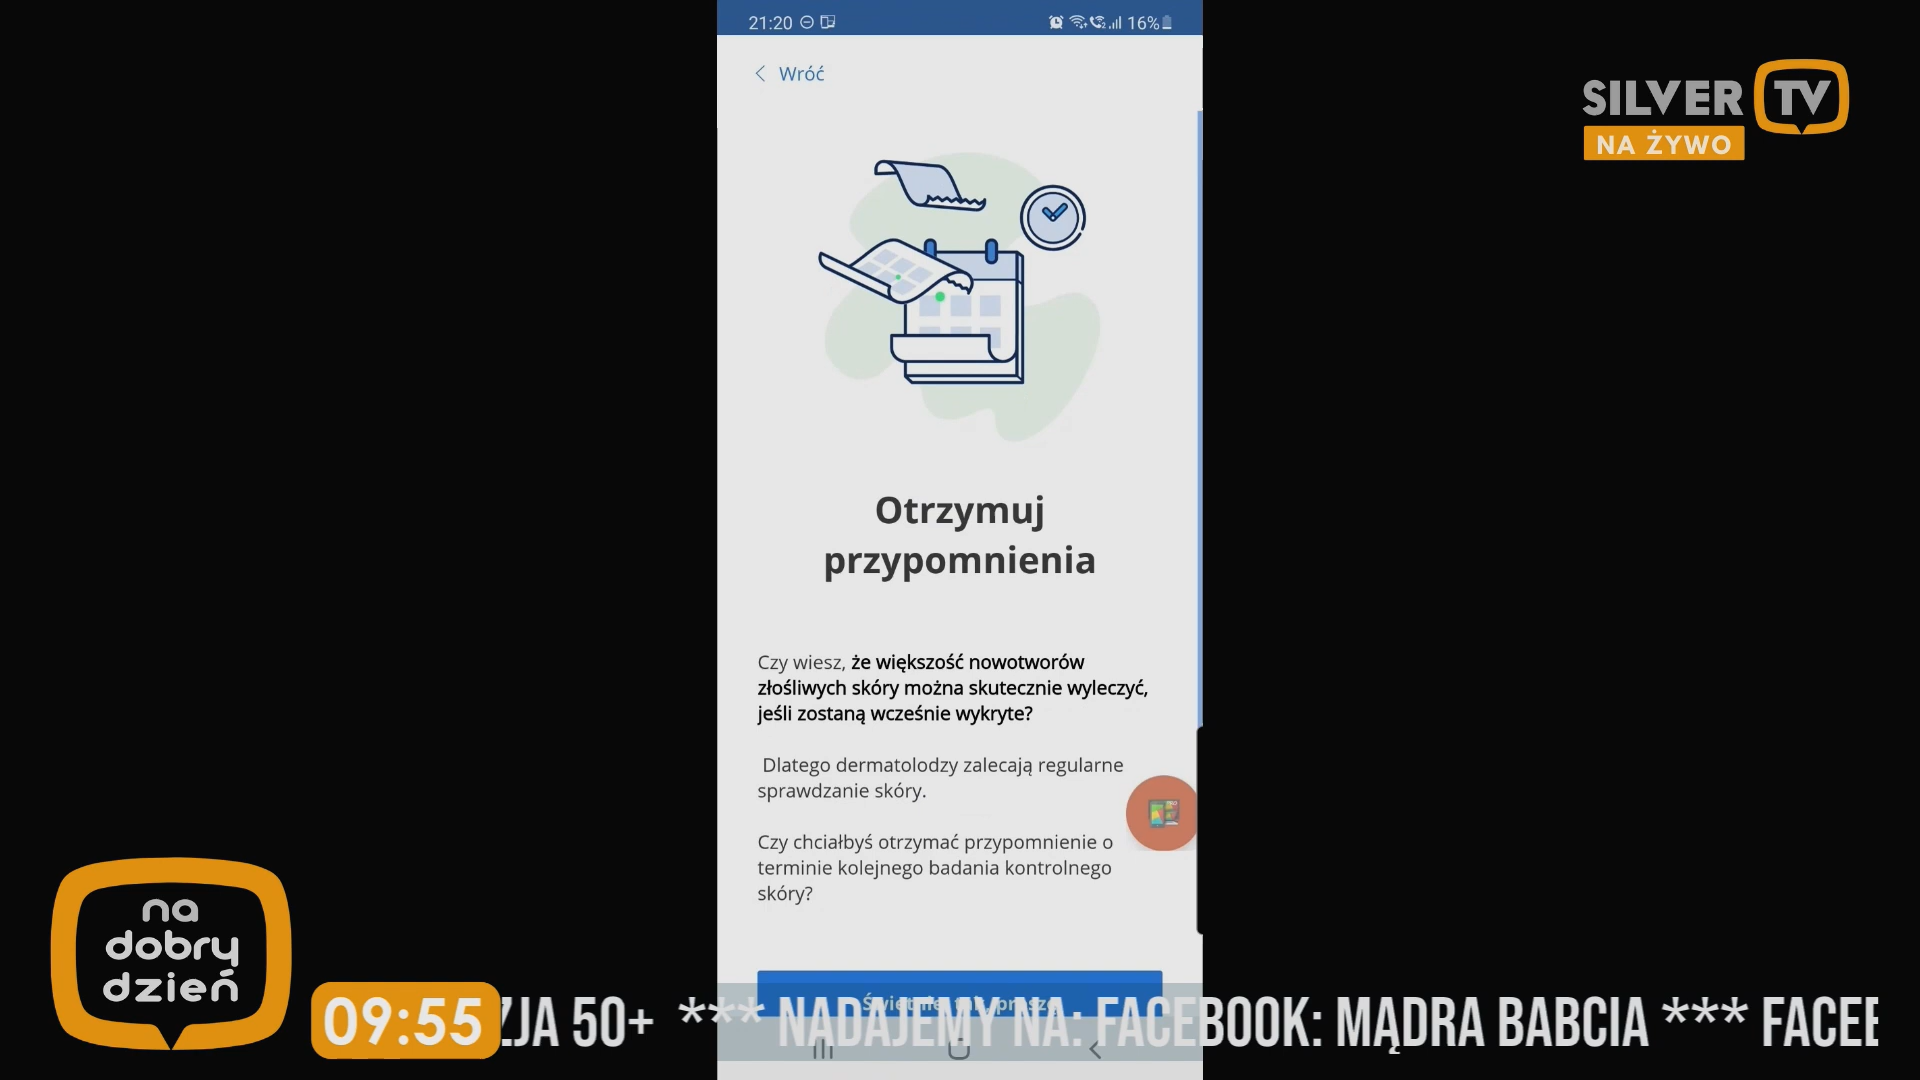 21:20
16%
Wróć
SILVER TV
NA ŻYWO
Otrzymuj
przypomnienia
Czy wiesz, że większość nowotworów
złośliwych skóry można skutecznie wyleczyć,
jeśli zostaną wcześnie wykryte?
Dlatego dermatolodzy zalecają regularne
sprawdzanie skóry.
Czy chciałbyś otrzymać przypomnienie o
terminie kolejnego badania kontrolnego
skóry?
na
dobry
dzień
09:55
ZJA 50+ *** NADAJEMY NA: FACEBOOK: MĄDRA BABCIA ***